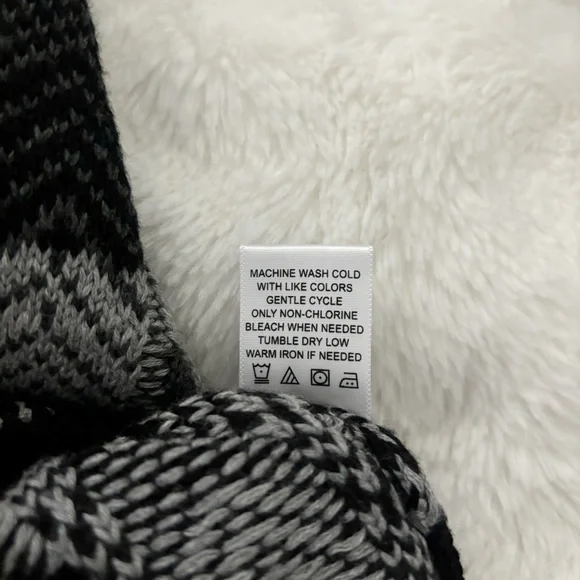 MACHINE WASH COLD
WITH LIKE COLORS
GENTLE CYCLE
ONLY NON-CHLORINE
BLEACH WHEN NEEDED
TUMBLE DRY LOW
WARM IRON IF NEEDED